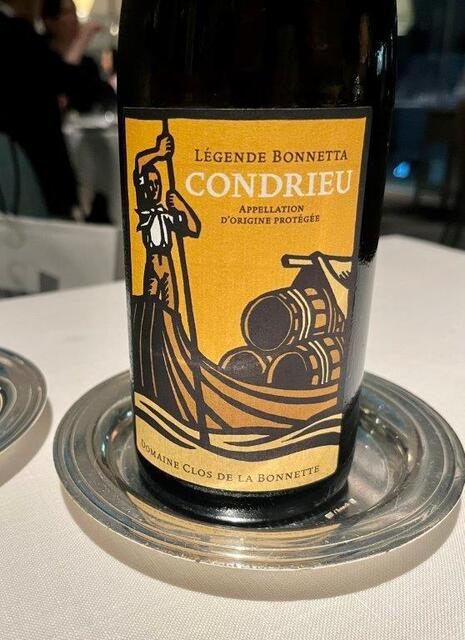 LÉGENDE BONNETTA
CONDRIEU
APPELLATION
D'ORIGINE PROTÉGÉE
DOMAINE CLOS DE LA BONNETTE